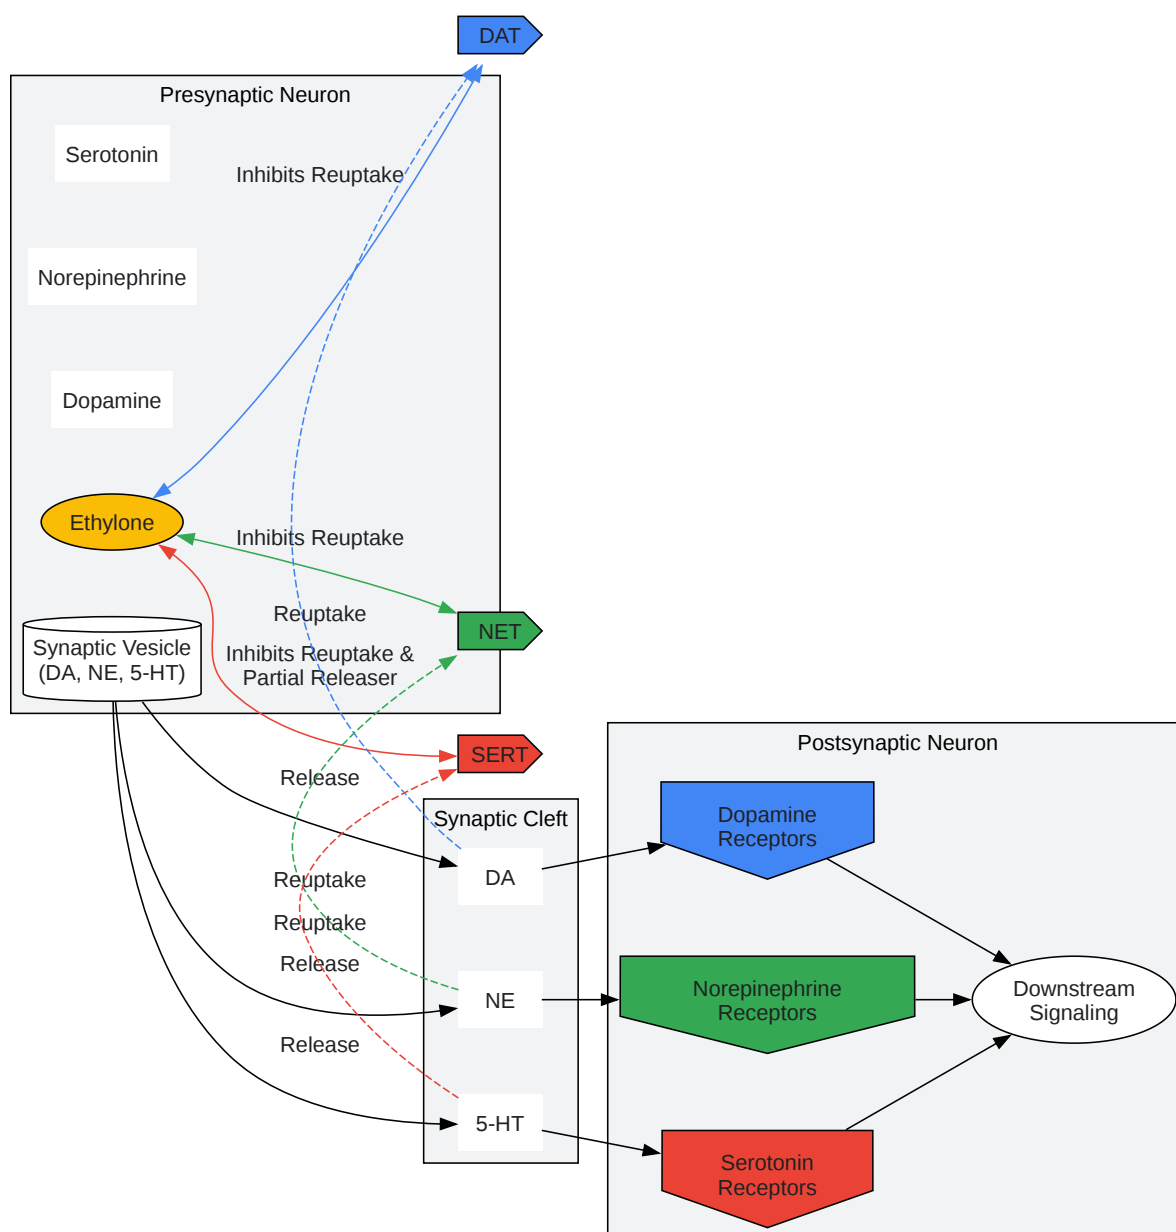 DAT
Presynaptic Neuron
Serotonin
Inhibits Reuptake
Norepinephrine
Dopamine
Ethylone
Inhibits Reuptake
Reuptake
NET
Synaptic Vesicle
(DA, NE, 5-HT)
Inhibits Reuptake &
Partial Releaser
SERT
Release
Postsynaptic Neuron
Synaptic Cleft
Dopamine
Receptors
DA
Reuptake
Reuptake
Release
NE
Norepinephrine
Receptors
Downstream
Signaling
Release
5-HT
Serotonin
Receptors